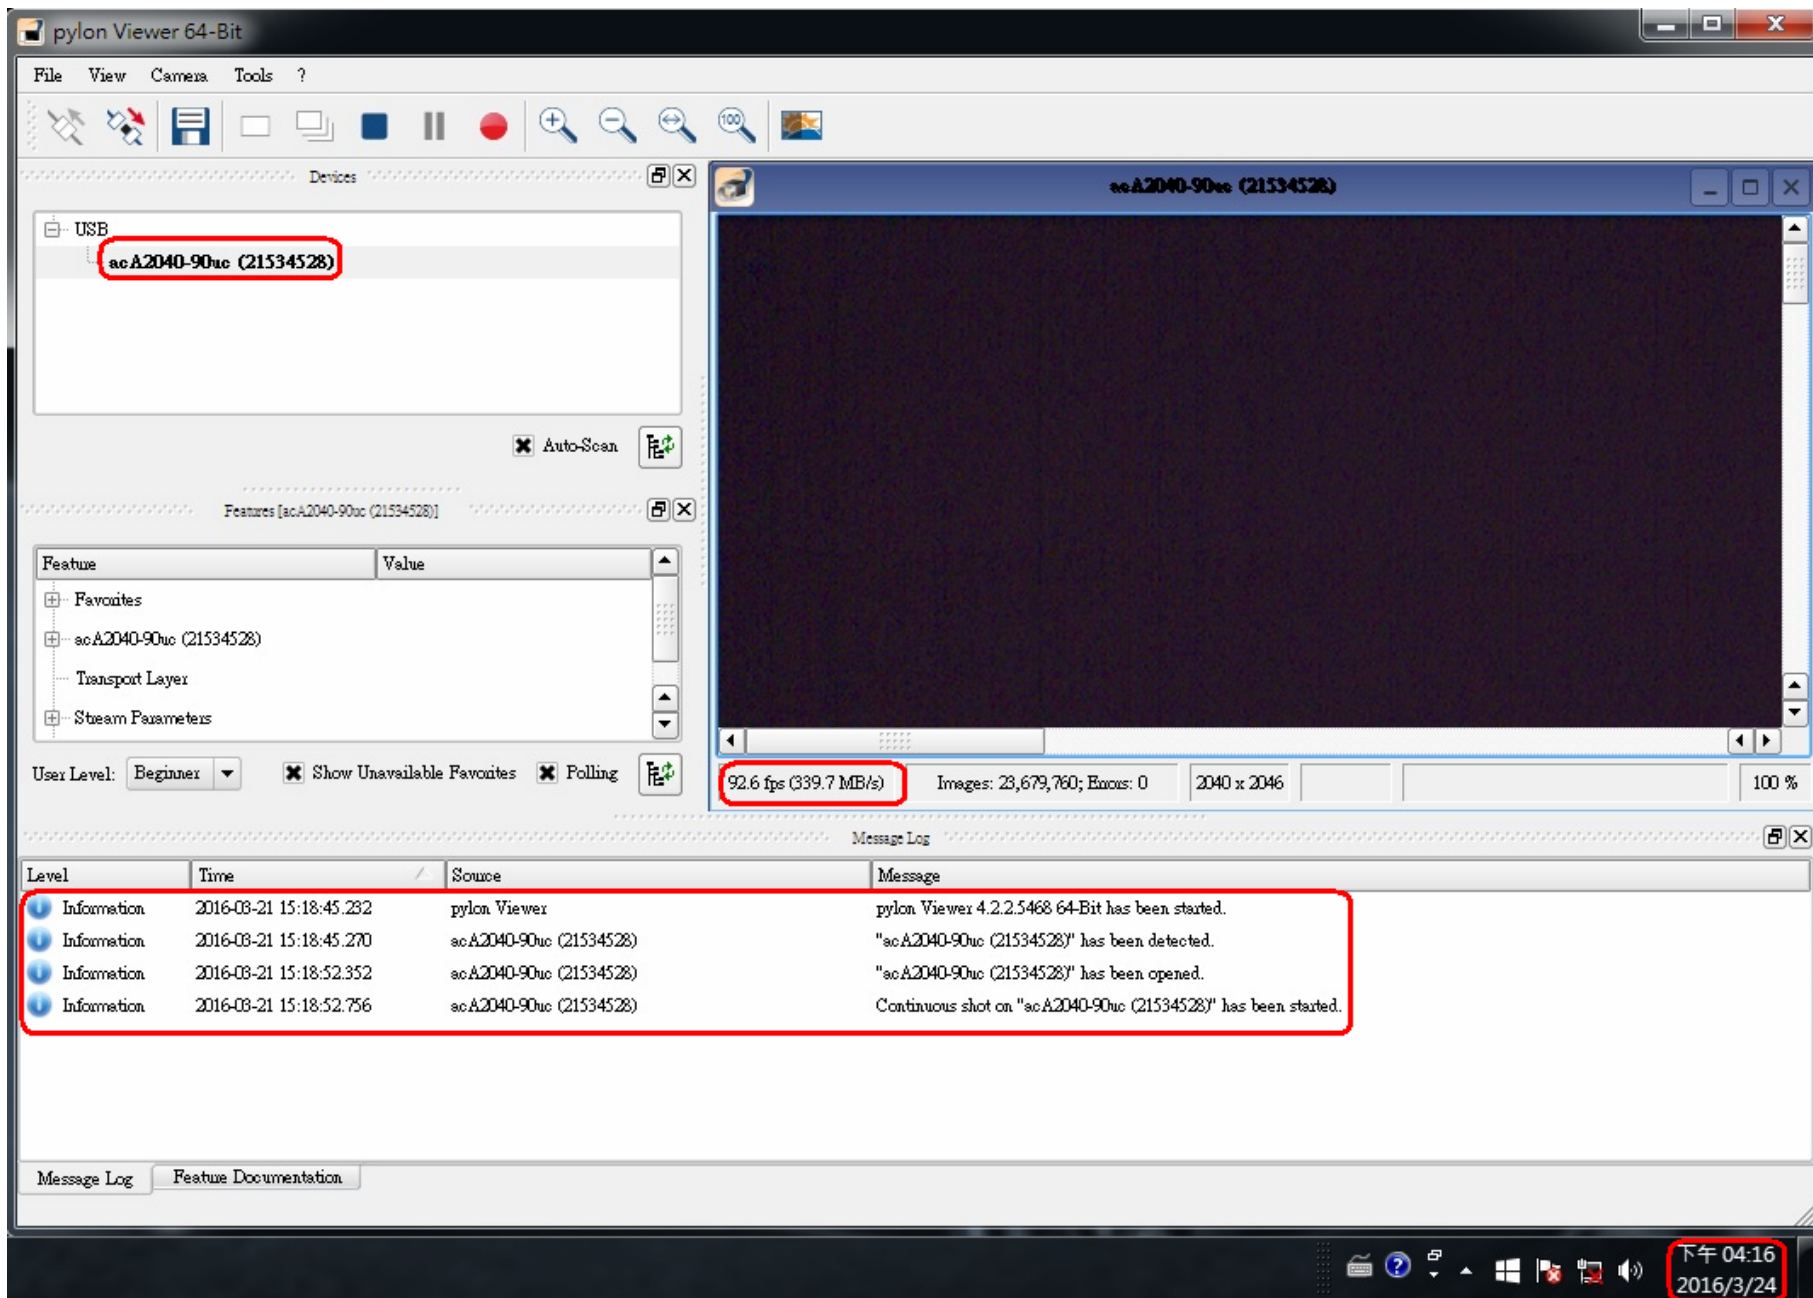 pylon Viewer 64-Bit
File View Camera Tools ?
100
Devices
USB
acA2040-90uc (21534528)
Auto-Scan
Features [acA2040-90uc (21534528)]
Feature Value
Favorites
acA2040-90uc (21534528)
Transport Layer
Stream Parameters
User Level: Beginner Show Unavailable Favorites Polling
acA2040-90uc (21534528)
92.6 fps (339.7 MB/s) Images: 23,679,760; Errors: 0 2040 x 2046 100 %
Message Log
Level Time Source Message
Information 2016-03-21 15:18:45.232 pylon Viewer pylon Viewer 4.2.2.5468 64-Bit has been started.
Information 2016-03-21 15:18:45.270 acA2040-90uc (21534528) "acA2040-90uc (21534528)" has been detected.
Information 2016-03-21 15:18:52.352 acA2040-90uc (21534528) "acA2040-90uc (21534528)" has been opened.
Information 2016-03-21 15:18:52.756 acA2040-90uc (21534528) Continuous shot on "acA2040-90uc (21534528)" has been started.
Message Log Feature Documentation
下午 04:16
2016/3/24